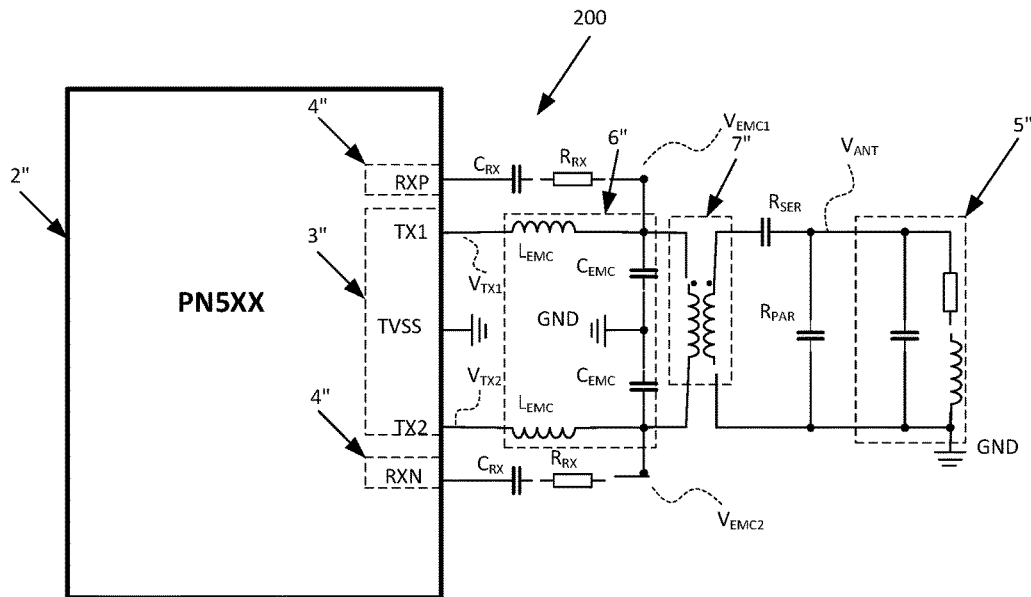 200
4"
V_EMC1
6"
7"
5"
C_RX
R_RX
V_ANT
2"
RXP
R_SER
3"
TX1
L_EMC
C_EMC
V_TX1
PN5XX
TVSS
GND
R_PAR
C_EMC
V_TX2
4"
L_EMC
TX2
C_RX
R_RX
GND
RXN
V_EMC2